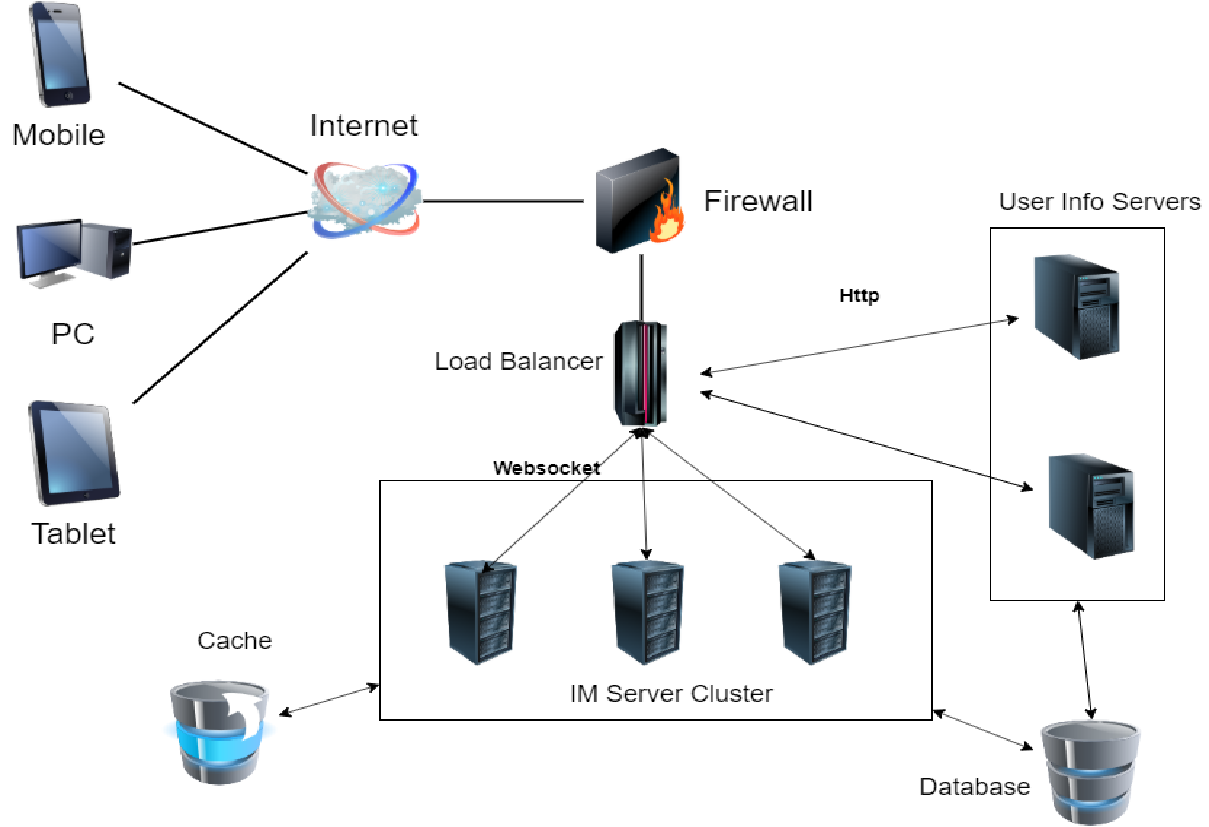 Mobile
Internet
Firewall
User Info Servers
PC
Http
Load Balancer
Websocket
Tablet
Cache
IM Server Cluster
Database